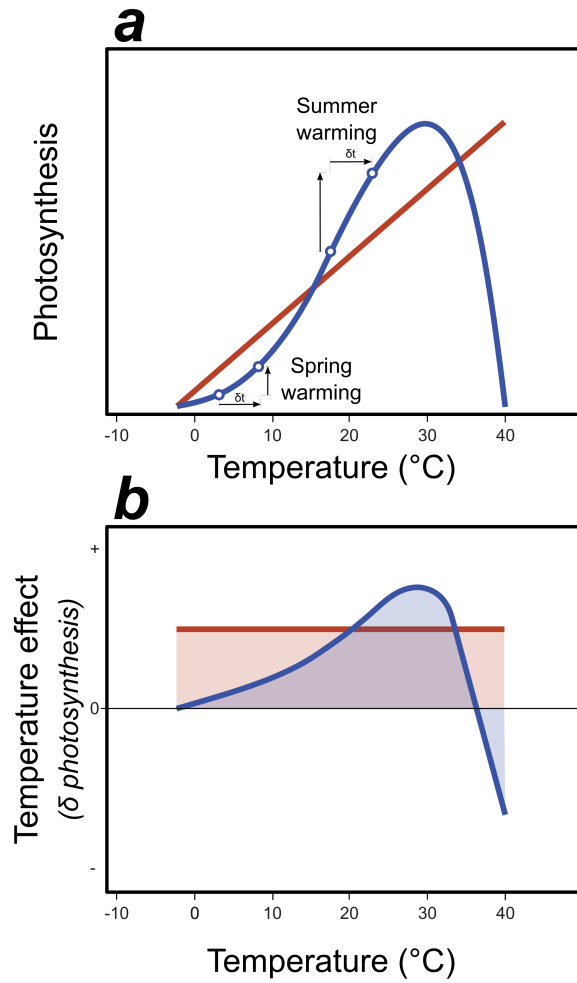 a
Photosynthesis
Summer
warming
δt
Spring
warming
δt
-10 0 10 20 30 40
Temperature (°C)
b
Temperature effect
(δ photosynthesis)
+
0
-
-10 0 10 20 30 40
Temperature (°C)